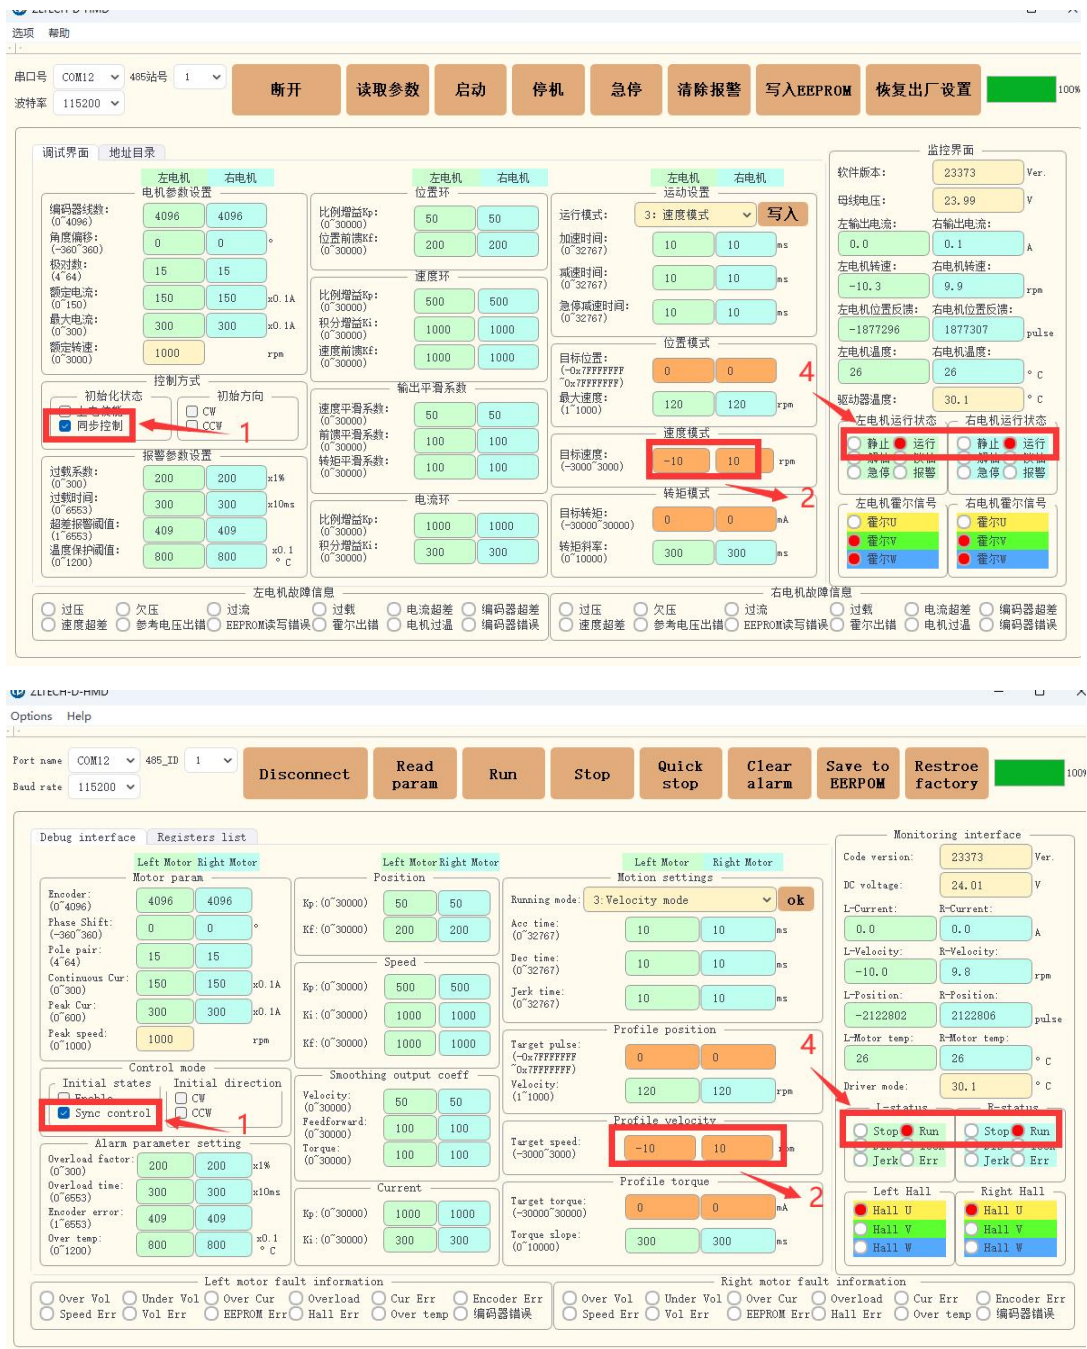 ZLTECH-D-HMD
选项 帮助
串口号 COM12 485站号 1
波特率 115200
断开 读取参数 启动 停机 急停 清除报警 写入EEPROM 恢复出厂设置 100%
调试界面 地址目录
左电机 右电机 左电机 右电机 左电机 右电机
电机参数设置
编码器线数: 4096 4096
(0~4096)
角度偏移: 0 0 °
(-360~360)
极对数: 15 15
(4~64)
额定电流: 150 150 x0.1A
(0~150)
最大电流: 300 300 x0.1A
(0~300)
额定转速: 1000 rpm
(0~3000)
控制方式
初始化状态 初始方向
上电使能 CW
同步控制 CCW
1
报警参数设置
过载系数: 200 200 x1%
(0~300)
过载时间: 300 300 x10ms
(0~6553)
超差报警阈值: 409 409
(1~6553)
温度保护阈值: 800 800 x0.1 °C
(0~1200)
位置环
比例增益Kp: 50 50
(0~30000)
位置前馈Kf: 200 200
(0~30000)
速度环
比例增益Kp: 500 500
(0~30000)
积分增益Ki: 1000 1000
(0~30000)
速度前馈Kf: 1000 1000
(0~30000)
输出平滑系数
速度平滑系数: 50 50
(0~30000)
前馈平滑系数: 100 100
(0~30000)
转矩平滑系数: 100 100
(0~30000)
电流环
比例增益Kp: 1000 1000
(0~30000)
积分增益Ki: 300 300
(0~30000)
运动设置
运行模式: 3: 速度模式 写入
加速时间: 10 10 ms
(0~32767)
减速时间: 10 10 ms
(0~32767)
急停减速时间: 10 10 ms
(0~32767)
位置模式
目标位置: 0 0
(-0x7FFFFFFF
~0x7FFFFFFF)
最大速度: 120 120 rpm
(1~1000)
速度模式
目标速度: -10 10 rpm
(-3000~3000)
2
转矩模式
目标转矩: 0 0 mA
(-30000~30000)
转矩斜率: 300 300 ms
(0~10000)
监控界面
软件版本: 23373 Ver.
母线电压: 23.99 V
左输出电流: 右输出电流:
0.0 0.1 A
左电机转速: 右电机转速:
-10.3 9.9 rpm
左电机位置反馈: 右电机位置反馈:
-1877296 1877307 pulse
左电机温度: 右电机温度:
26 26 °C
驱动器温度: 30.1 °C
4
左电机运行状态 右电机运行状态
静止 运行 静止 运行
急停 报警 急停 报警
左电机霍尔信号 右电机霍尔信号
霍尔U 霍尔U
霍尔V 霍尔V
霍尔W 霍尔W
左电机故障信息 右电机故障信息
过压 欠压 过流 过载 电流超差 编码器超差 过压 欠压 过流 过载 电流超差 编码器超差
速度超差 参考电压出错 EEPROM读写错误 霍尔出错 电机过温 编码器错误 速度超差 参考电压出错 EEPROM读写错误 霍尔出错 电机过温 编码器错误
ZLTECH-D-HMD
Options Help
Port name COM12 485_ID 1
Baud rate 115200
Disconnect Read param Run Stop Quick stop Clear alarm Save to EERPOM Restroe factory 100%
Debug interface Registers list
Left Motor Right Motor Left Motor Right Motor Left Motor Right Motor
Motor param
Encoder: 4096 4096
(0~4096)
Phase Shift: 0 0 °
(-360~360)
Pole pair: 15 15
(4~64)
Continuous Cur: 150 150 x0.1A
(0~300)
Peak Cur: 300 300 x0.1A
(0~600)
Peak speed: 1000 rpm
(0~1000)
Control mode
Initial states Initial direction
Enable CW
Sync control CCW
1
Alarm parameter setting
Overload factor: 200 200 x1%
(0~300)
Overload time: 300 300 x10ms
(0~6553)
Encoder error: 409 409
(1~6553)
Over temp: 800 800 x0.1 °C
(0~1200)
Position
Kp:(0~30000) 50 50
Kf:(0~30000) 200 200
Speed
Kp:(0~30000) 500 500
Ki:(0~30000) 1000 1000
Kf:(0~30000) 1000 1000
Smoothing output coeff
Velocity: 50 50
(0~30000)
Feedforward: 100 100
(0~30000)
Torque: 100 100
(0~30000)
Current
Kp:(0~30000) 1000 1000
Ki:(0~30000) 300 300
Motion settings
Running mode: 3:Velocity mode ok
Acc time: 10 10 ms
(0~32767)
Dec time: 10 10 ms
(0~32767)
Jerk time: 10 10 ms
(0~32767)
Profile position
Target pulse: 0 0
(-0x7FFFFFFF
~0x7FFFFFFF)
Velocity: 120 120 rpm
(1~1000)
Profile velocity
Target speed: -10 10 rpm
(-3000~3000)
2
Profile torque
Target torque: 0 0 mA
(-30000~30000)
Torque slope: 300 300 ms
(0~10000)
Monitoring interface
Code version: 23373 Ver.
DC voltage: 24.01 V
L-Current: R-Current:
0.0 0.0 A
L-Velocity: R-Velocity:
-10.0 9.8 rpm
L-Position: R-Position:
-2122802 2122806 pulse
L-Motor temp: R-Motor temp:
26 26 °C
Driver mode: 30.1 °C
4
L-status R-status
Stop Run Stop Run
Jerk Err Jerk Err
Left Hall Right Hall
Hall U Hall U
Hall V Hall V
Hall W Hall W
Left motor fault information Right motor fault information
Over Vol Under Vol Over Cur Overload Cur Err Encoder Err Over Vol Under Vol Over Cur Overload Cur Err Encoder Err
Speed Err Vol Err EEPROM Err Hall Err Over temp 编码器错误 Speed Err Vol Err EEPROM Err Hall Err Over temp 编码器错误